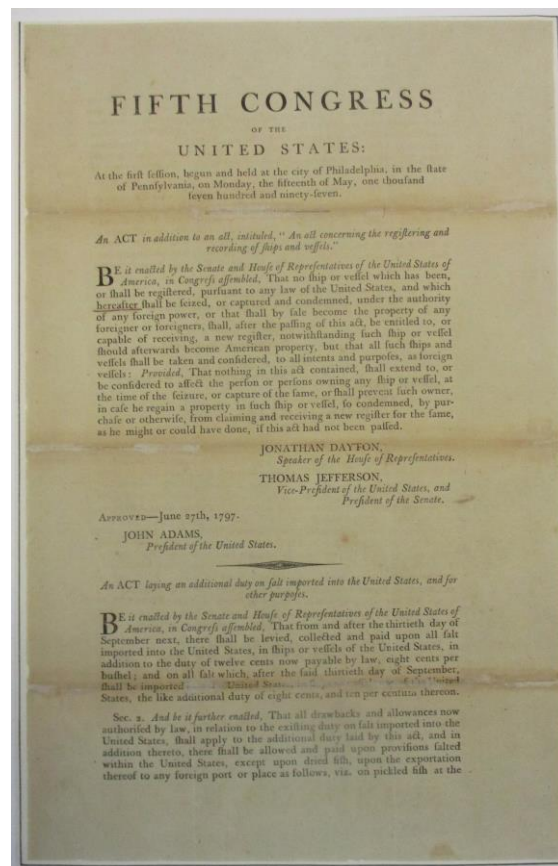 FIFTH CONGRESS
OF THE
UNITED STATES:
At the firſt ſeſſion, begun and held at the city of Philadelphia, in the ſtate
of Pennſylvania, on Monday, the fifteenth of May, one thouſand
ſeven hundred and ninety-ſeven.
An ACT in addition to an act, intituled, "An act concerning the regiſtering and
recording of ſhips and veſſels."
BE it enacted by the Senate and Houſe of Repreſentatives of the United States of
America, in Congreſs aſſembled, That no ſhip or veſſel which has been,
or ſhall be regiſtered, purſuant to any law of the United States, and which
hereafter ſhall be ſeized, or captured and condemned, under the authority
of any foreign power, or that ſhall by ſale become the property of any
foreigner or foreigners, ſhall, after the paſſing of this act, be entitled to, or
capable of receiving, a new regiſter, notwithſtanding ſuch ſhip or veſſel
ſhould afterwards become American property, but that all ſuch ſhips and
veſſels ſhall be taken and conſidered, to all intents and purpoſes, as foreign
veſſels: Provided, That nothing in this act contained, ſhall extend to, or
be conſidered to affect the perſon or perſons owning any ſhip or veſſel, at
the time of the ſeizure, or capture of the ſame, or ſhall prevent ſuch owner,
in caſe he regain a property in ſuch ſhip or veſſel, ſo condemned, by pur-
chaſe or otherwiſe, from claiming and receiving a new regiſter for the ſame,
as he might or could have done, if this act had not been paſſed.
JONATHAN DAYTON,
Speaker of the Houſe of Repreſentatives.
THOMAS JEFFERSON,
Vice-Preſident of the United States, and
Preſident of the Senate.
APPROVED—June 27th, 1797.
JOHN ADAMS,
Preſident of the United States.
An ACT laying an additional duty on ſalt imported into the United States, and for
other purpoſes.
BE it enacted by the Senate and Houſe of Repreſentatives of the United States of
America, in Congreſs aſſembled, That from and after the thirtieth day of
September next, there ſhall be levied, collected and paid upon all ſalt
imported into the United States, in ſhips or veſſels of the United States, in
addition to the duty of twelve cents now payable by law, eight cents per
buſhel; and on all ſalt which, after the ſaid thirtieth day of September,
ſhall be imported United States, of the United
States, the like additional duty of eight cents, and ten per centum thereon.
Sec. 2. And be it further enacted, That all drawbacks and allowances now
authoriſed by law, in relation to the exiſting duty on ſalt imported into the
United States, ſhall apply to the additional duty laid by this act, and in
addition thereto, there ſhall be allowed and paid upon proviſions ſalted
within the United States, except upon dried fiſh, upon the exportation
thereof to any foreign port or place as follows, viz. on pickled fiſh at the